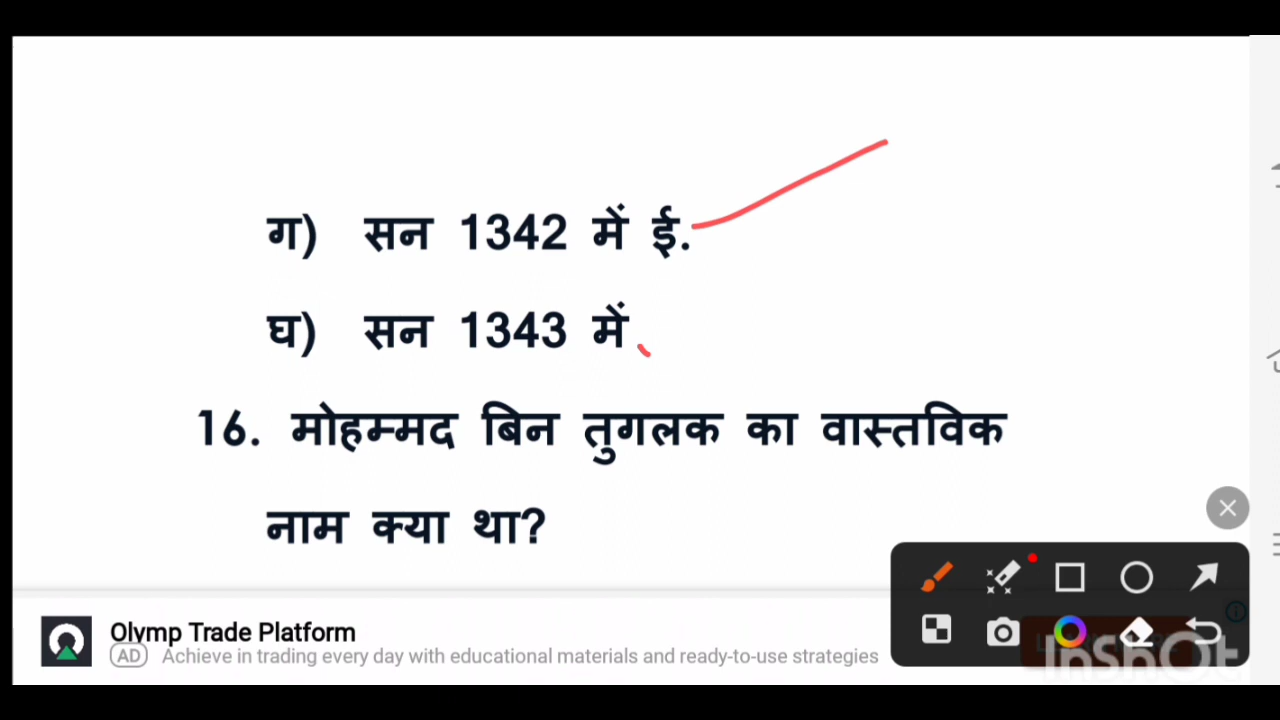 ग) सन 1342 में ई.
घ) सन 1343 में
16. मोहम्मद बिन तुगलक का वास्तविक
नाम क्या था?
Olymp Trade Platform
AD Achieve in trading every day with educational materials and ready-to-use strategies
InShOt